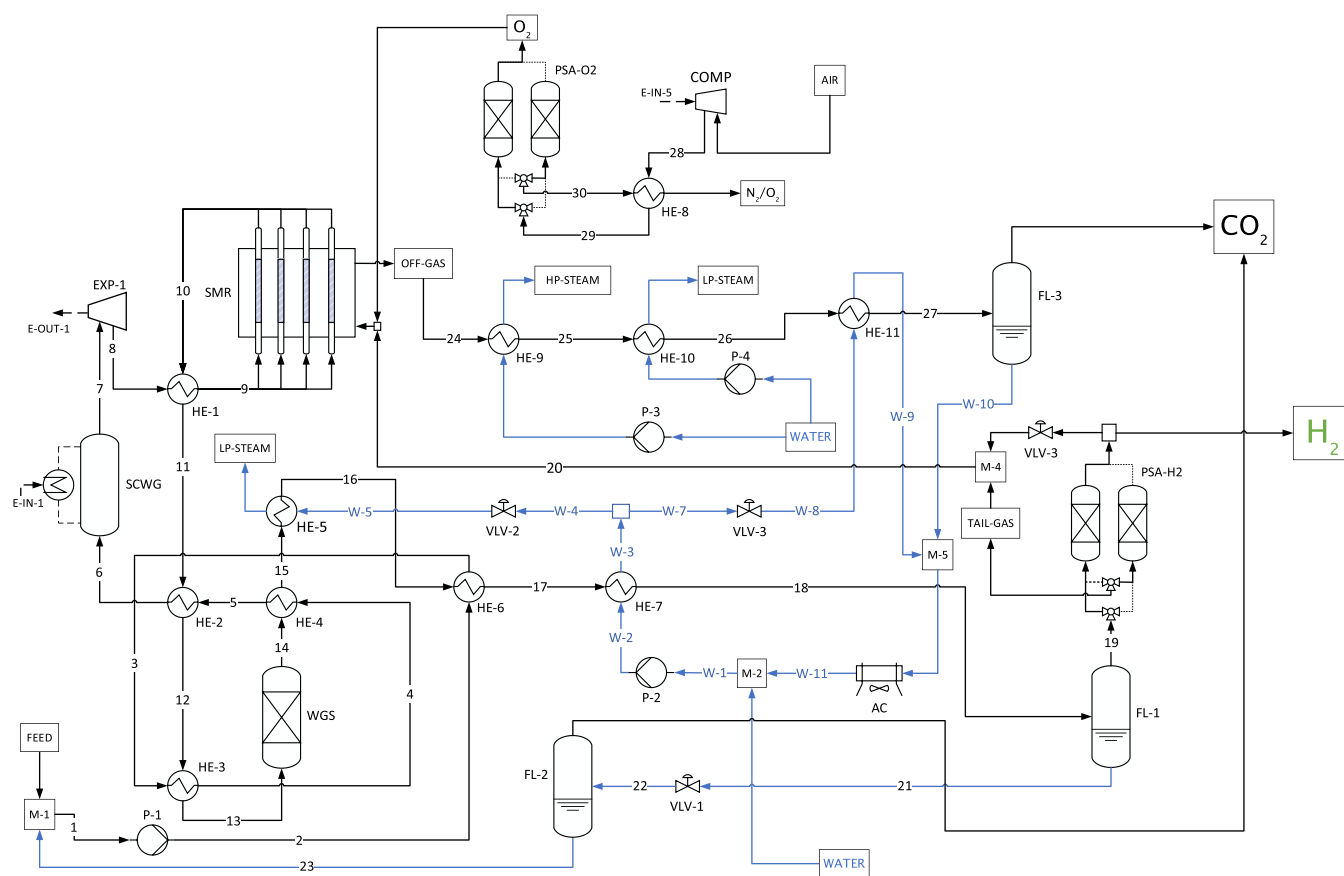 O2
PSA-O2
COMP
E-IN-5
AIR
28
30
N2/O2
HE-8
29
CO2
OFF-GAS
HP-STEAM
LP-STEAM
EXP-1
10
SMR
FL-3
E-OUT-1
8
HE-11
27
24
25
26
HE-9
HE-10
P-4
7
9
HE-1
W-10
P-3
W-9
H2
WATER
LP-STEAM
VLV-3
11
20
M-4
PSA-H2
16
SCWG
E-IN-1
W-5
W-4
W-7
W-8
TAIL-GAS
HE-5
VLV-2
VLV-3
W-3
M-5
6
15
17
18
HE-6
HE-7
5
HE-2
HE-4
W-2
19
14
3
W-1
M-2
W-11
4
12
P-2
AC
WGS
FL-1
FEED
HE-3
FL-2
22
21
VLV-1
M-1
P-1
1
13
2
23
WATER